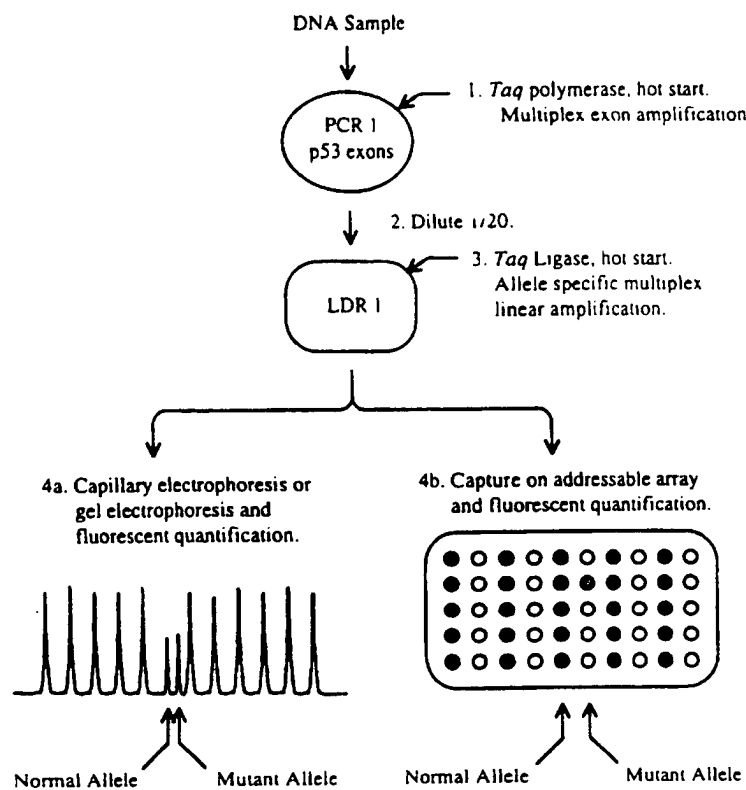 DNA Sample
1. Taq polymerase, hot start.
Multiplex exon amplification
PCR 1
p53 exons
2. Dilute 1/20.
3. Taq Ligase, hot start.
Allele specific multiplex
linear amplification.
LDR 1
4a. Capillary electrophoresis or
gel electrophoresis and
fluorescent quantification.
4b. Capture on addressable array
and fluorescent quantification.
Normal Allele
Mutant Allele
Normal Allele
Mutant Allele